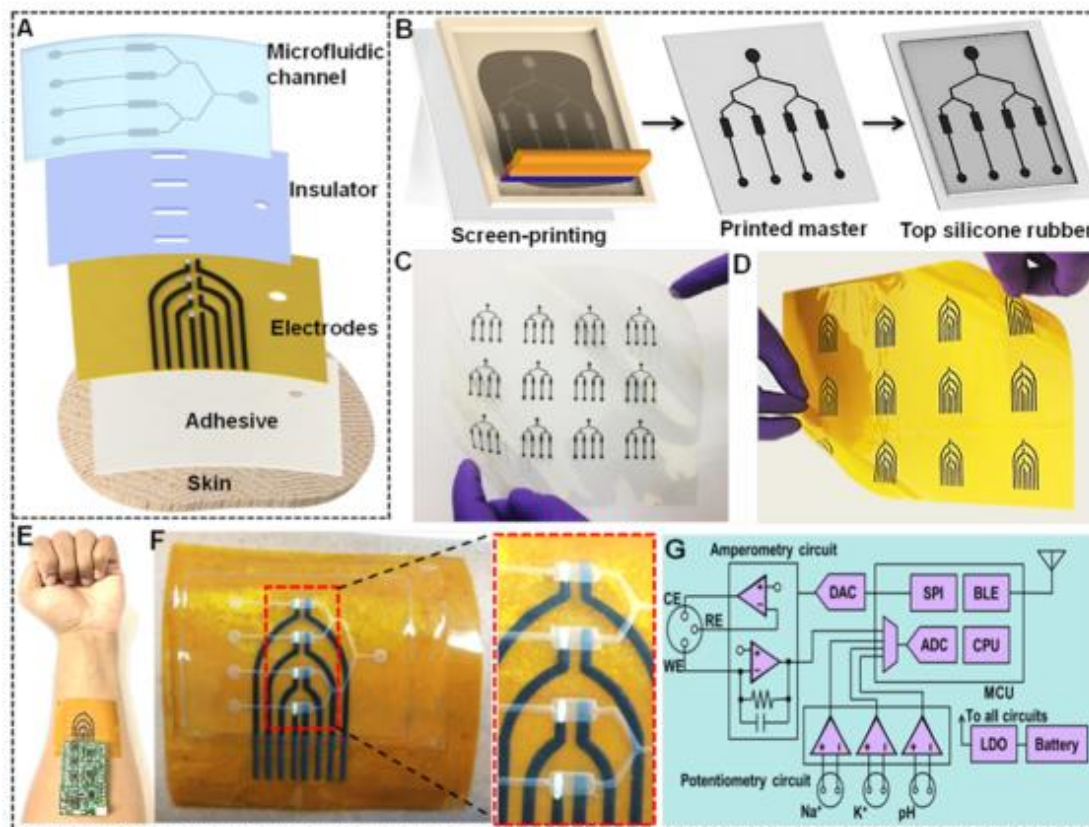 A
Microfluidic
channel
Insulator
Electrodes
Adhesive
Skin
B
Screen-printing
Printed master
Top silicone rubber
C
D
E
F
G
Amperometry circuit
CE
RE
WE
DAC
SPI
BLE
ADC
CPU
MCU
To all circuits
LDO
Battery
Potentiometry circuit
Na⁺
K⁺
pH